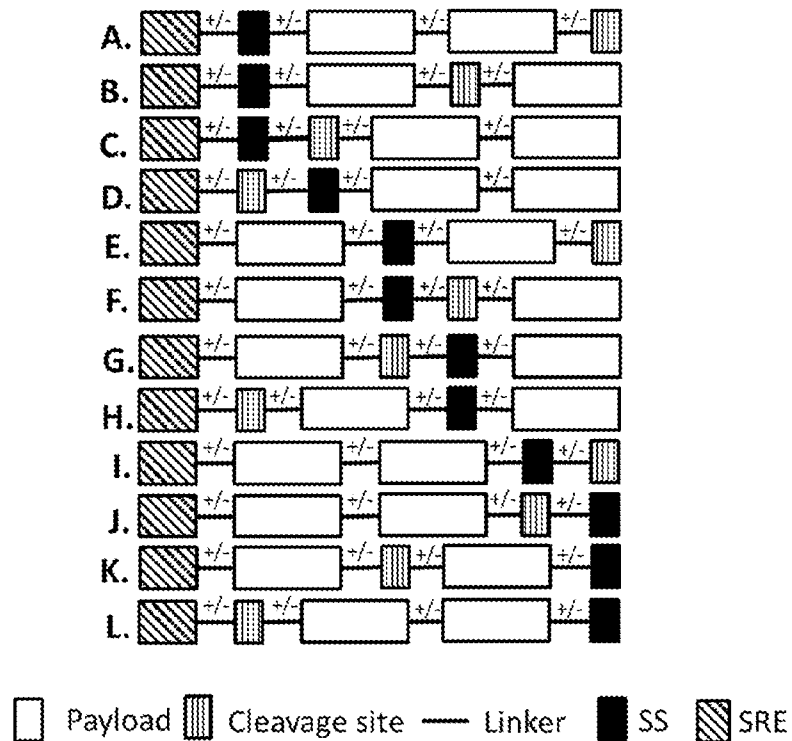 A. +/- +/- +/- +/-
B. +/- +/- +/- +/-
C. +/- +/- +/- +/-
D. +/- +/- +/- +/-
E. +/- +/- +/- +/-
F. +/- +/- +/- +/-
G. +/- +/- +/- +/-
H. +/- +/- +/- +/-
I. +/- +/- +/- +/-
J. +/- +/- +/- +/-
K. +/- +/- +/- +/-
L. +/- +/- +/- +/-
Payload Cleavage site Linker SS SRE